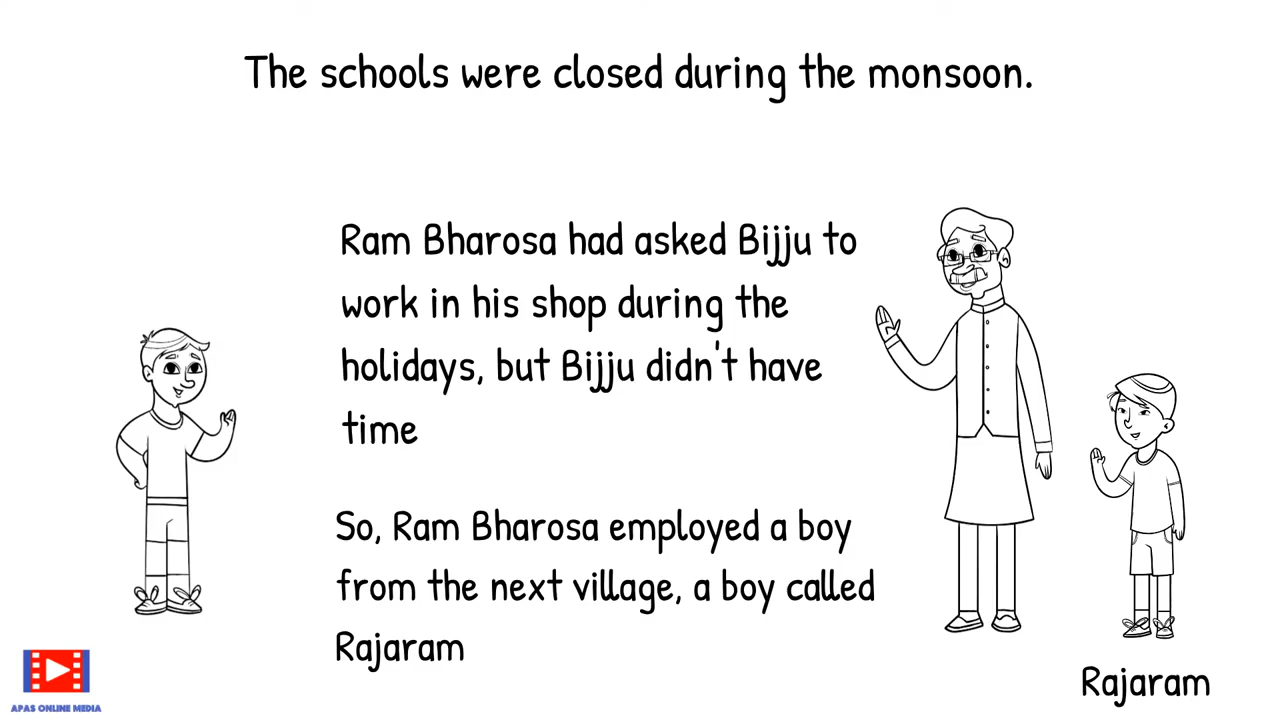 The schools were closed during the monsoon.
Ram Bharosa had asked Bijju to
work in his shop during the
holidays, but Bijju didn't have
time
So, Ram Bharosa employed a boy
from the next village, a boy called
Rajaram
Rajaram
APAS ONLINE MEDIA